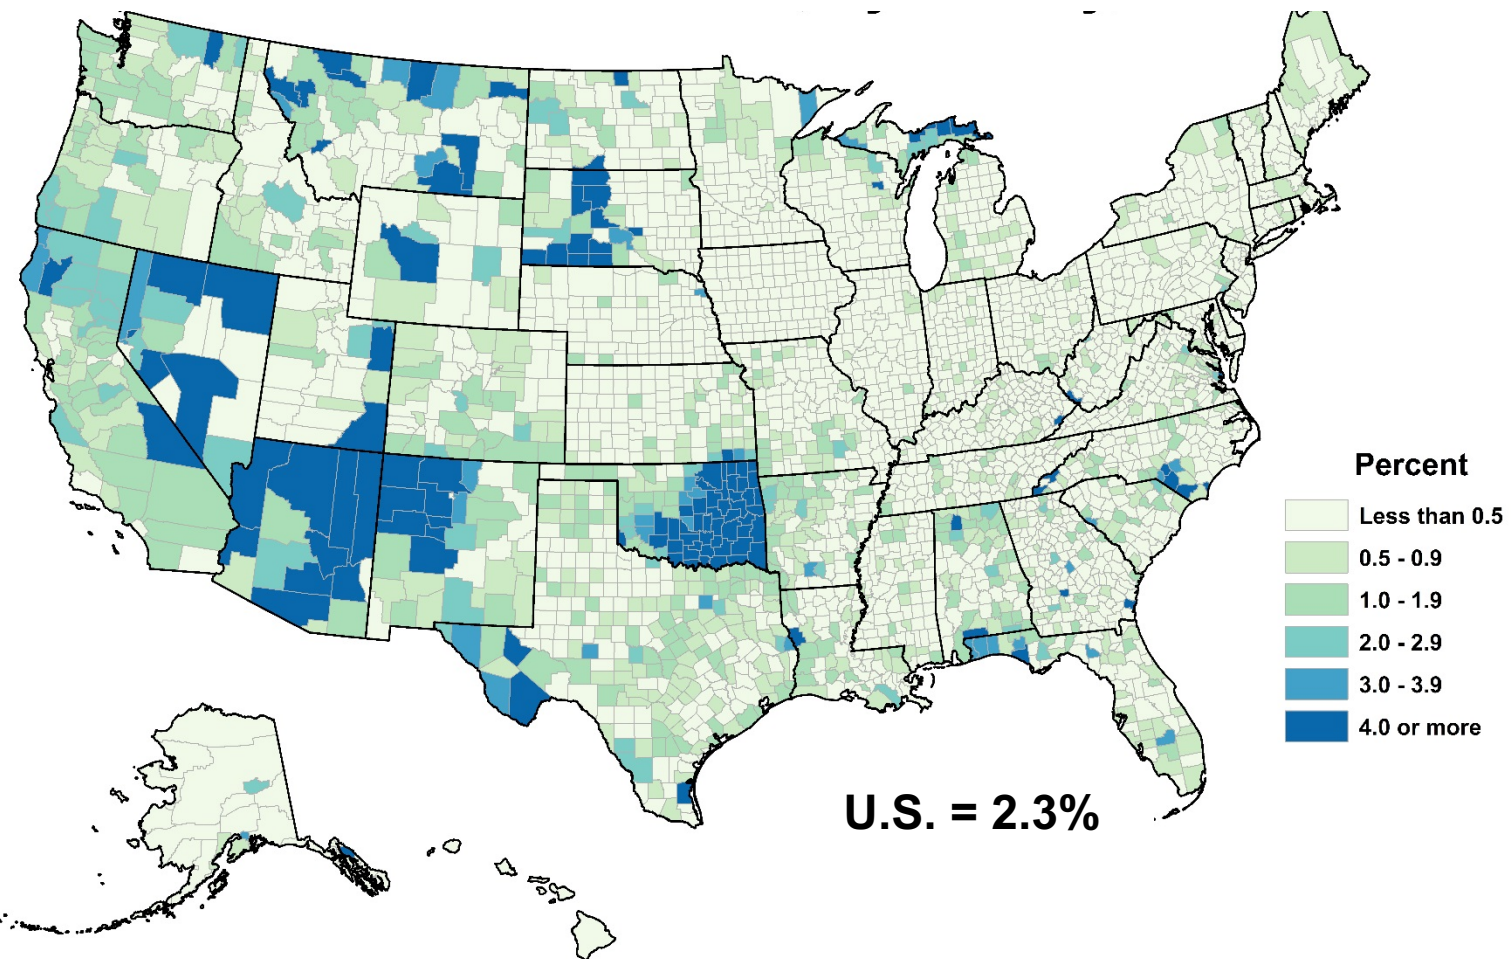 Percent
Less than 0.5
0.5 - 0.9
1.0 - 1.9
2.0 - 2.9
3.0 - 3.9
4.0 or more
U.S. = 2.3%